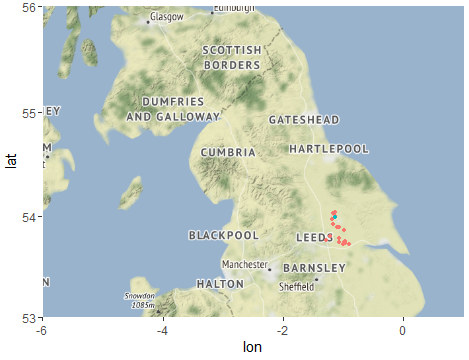 56
Edinburgh
Glasgow
SCOTTISH
BORDERS
55
EY
DUMFRIES
AND GALLOWAY
GATESHEAD
M
t
CUMBRIA
HARTLEPOOL
lat
54
BLACKPOOL
LEEDS
Manchester
BARNSLEY
N
HALTON
Sheffield
Snowdon
1085m
53
-6
-4
-2
0
lon